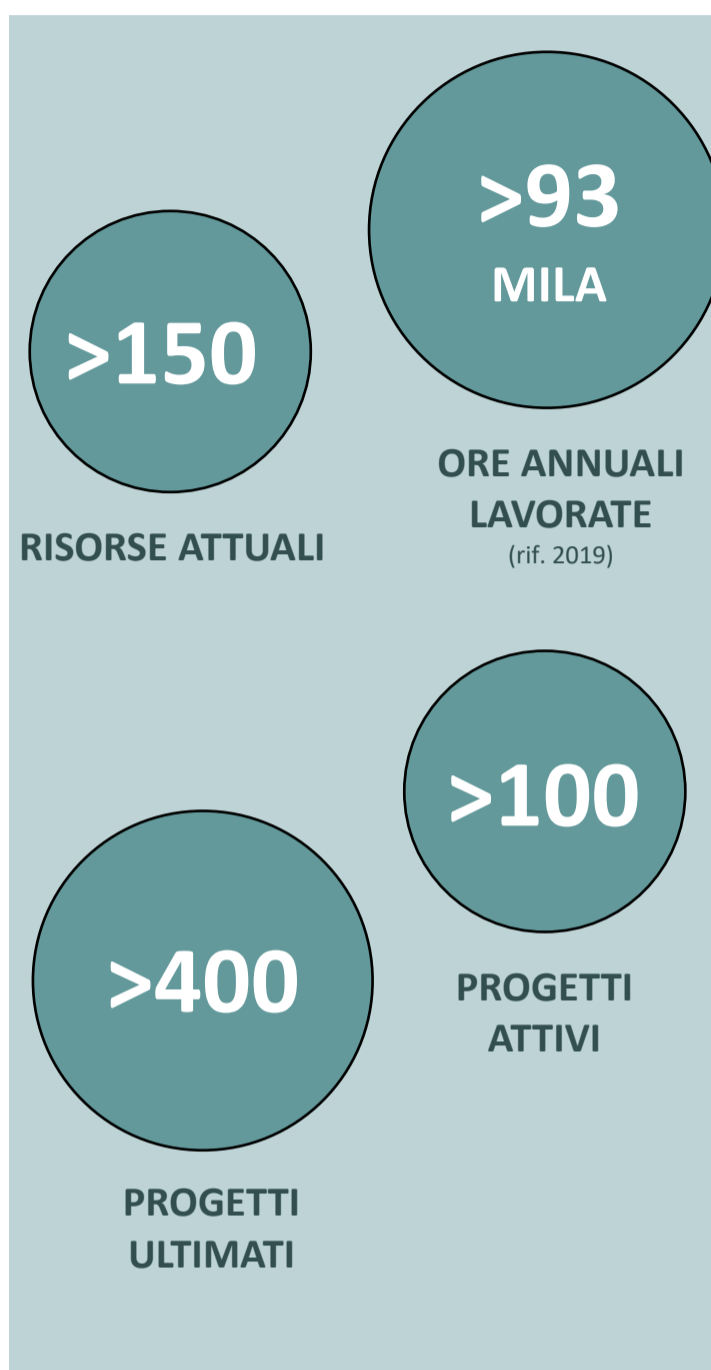 >150
RISORSE ATTUALI
>93
MILA
ORE ANNUALI
LAVORATE
(rif. 2019)
>400
PROGETTI
ULTIMATI
>100
PROGETTI
ATTIVI